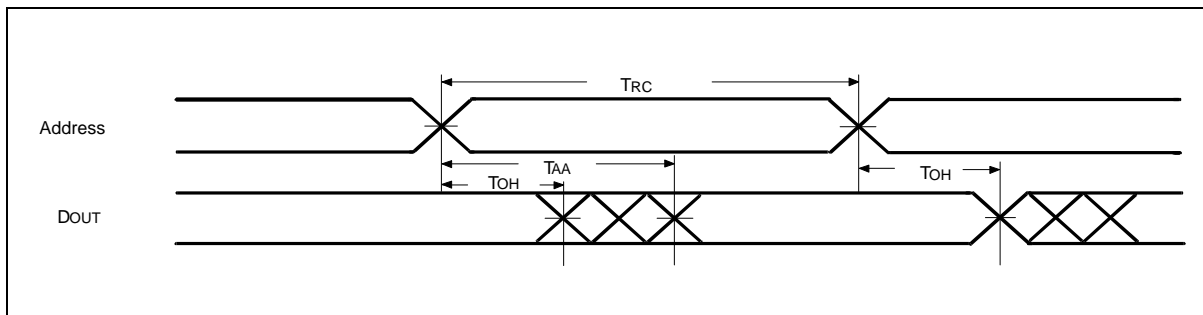 TRC
Address
TAA
TOH
TOH
DOUT